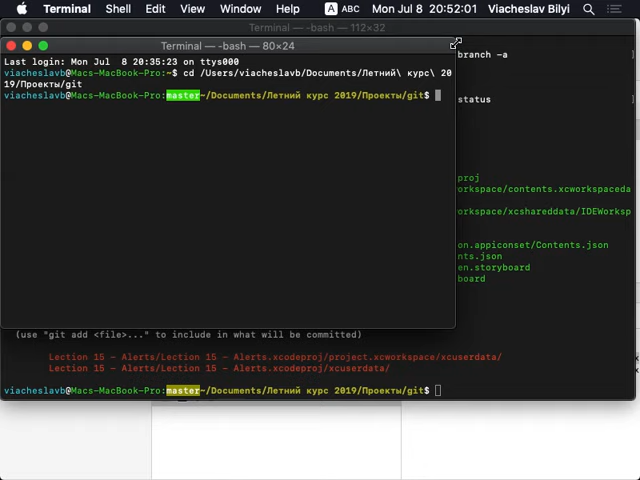 Terminal Shell Edit View Window Help A ABC Mon Jul 8 20:52:01 Viacheslav Bilyi
Terminal — -bash — 112×32
Terminal — -bash — 80×24
branch -a
Last login: Mon Jul  8 20:35:23 on ttys000
viacheslavb@Macs-MacBook-Pro:~$ cd /Users/viacheslavb/Documents/Летний\ курс\ 20
19/Проекты/git
viacheslavb@Macs-MacBook-Pro:master~/Documents/Летний курс 2019/Проекты/git$
status
proj
orkspace/contents.xcworkspaceda
orkspace/xcshareddata/IDEWorksp
on.appiconset/Contents.json
nts.json
en.storyboard
board
(use "git add <file>..." to include in what will be committed)
Lection 15 - Alerts/Lection 15 - Alerts.xcodeproj/project.xcworkspace/xcuserdata/
Lection 15 - Alerts/Lection 15 - Alerts.xcodeproj/xcuserdata/
viacheslavb@Macs-MacBook-Pro:master~/Documents/Летний курс 2019/Проекты/git$